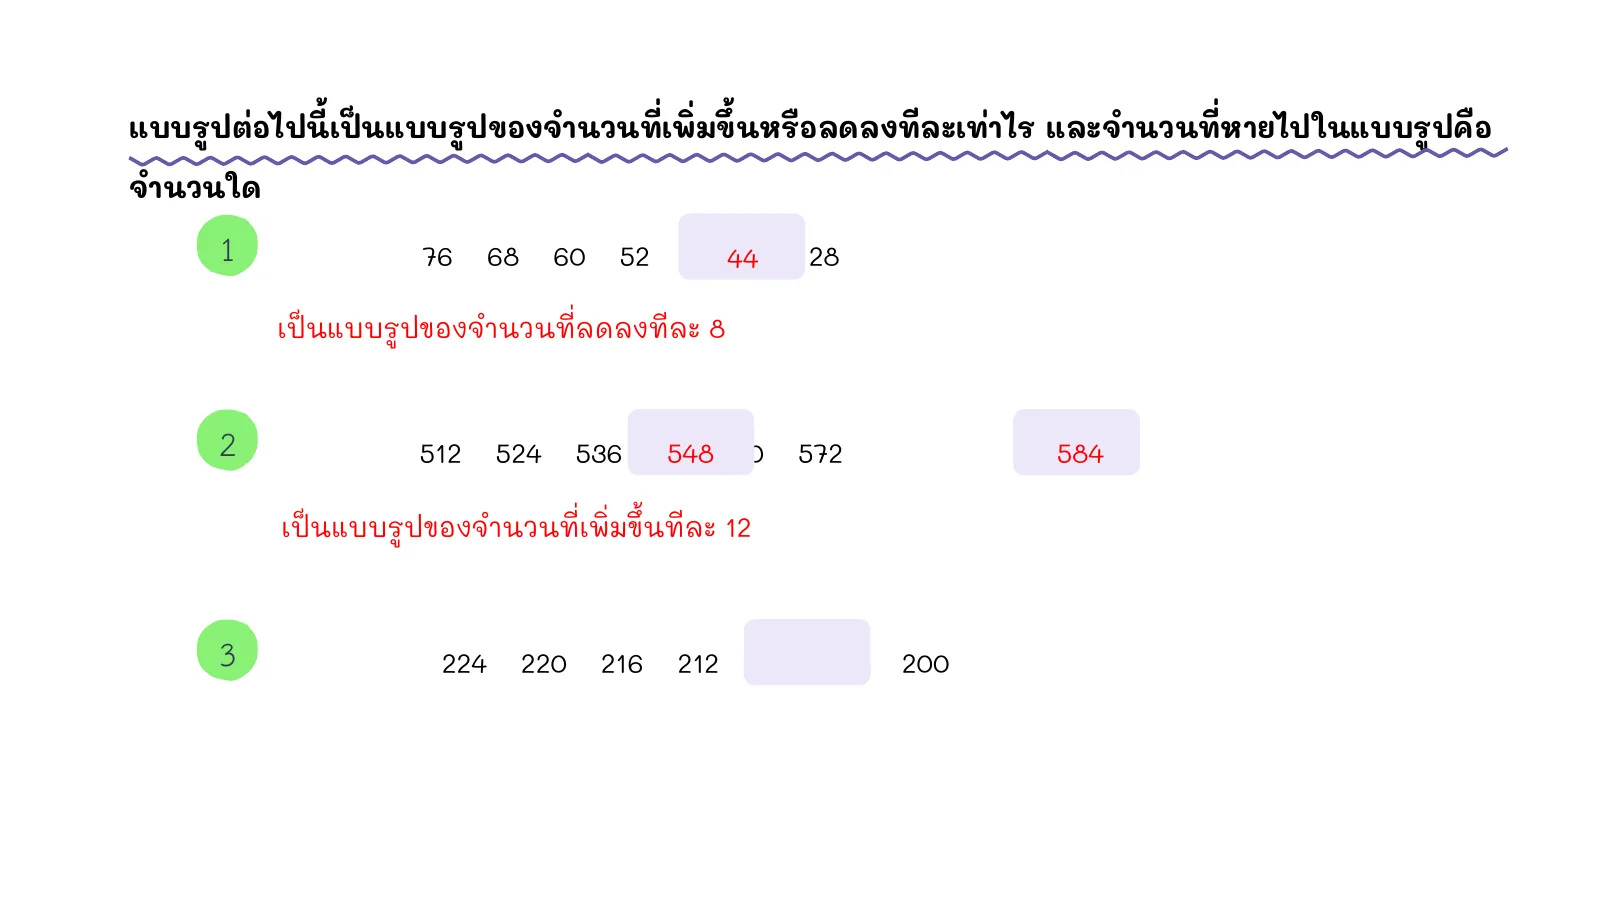 แบบรูปต่อไปนี้เป็นแบบรูปของจำนวนที่เพิ่มขึ้นหรือลดลงทีละเท่าไร และจำนวนที่หายไปในแบบรูปคือ
จำนวนใด
1 76 68 60 52 44 28
เป็นแบบรูปของจำนวนที่ลดลงทีละ 8
2 512 524 536 548 572 584
เป็นแบบรูปของจำนวนที่เพิ่มขึ้นทีละ 12
3 224 220 216 212 200